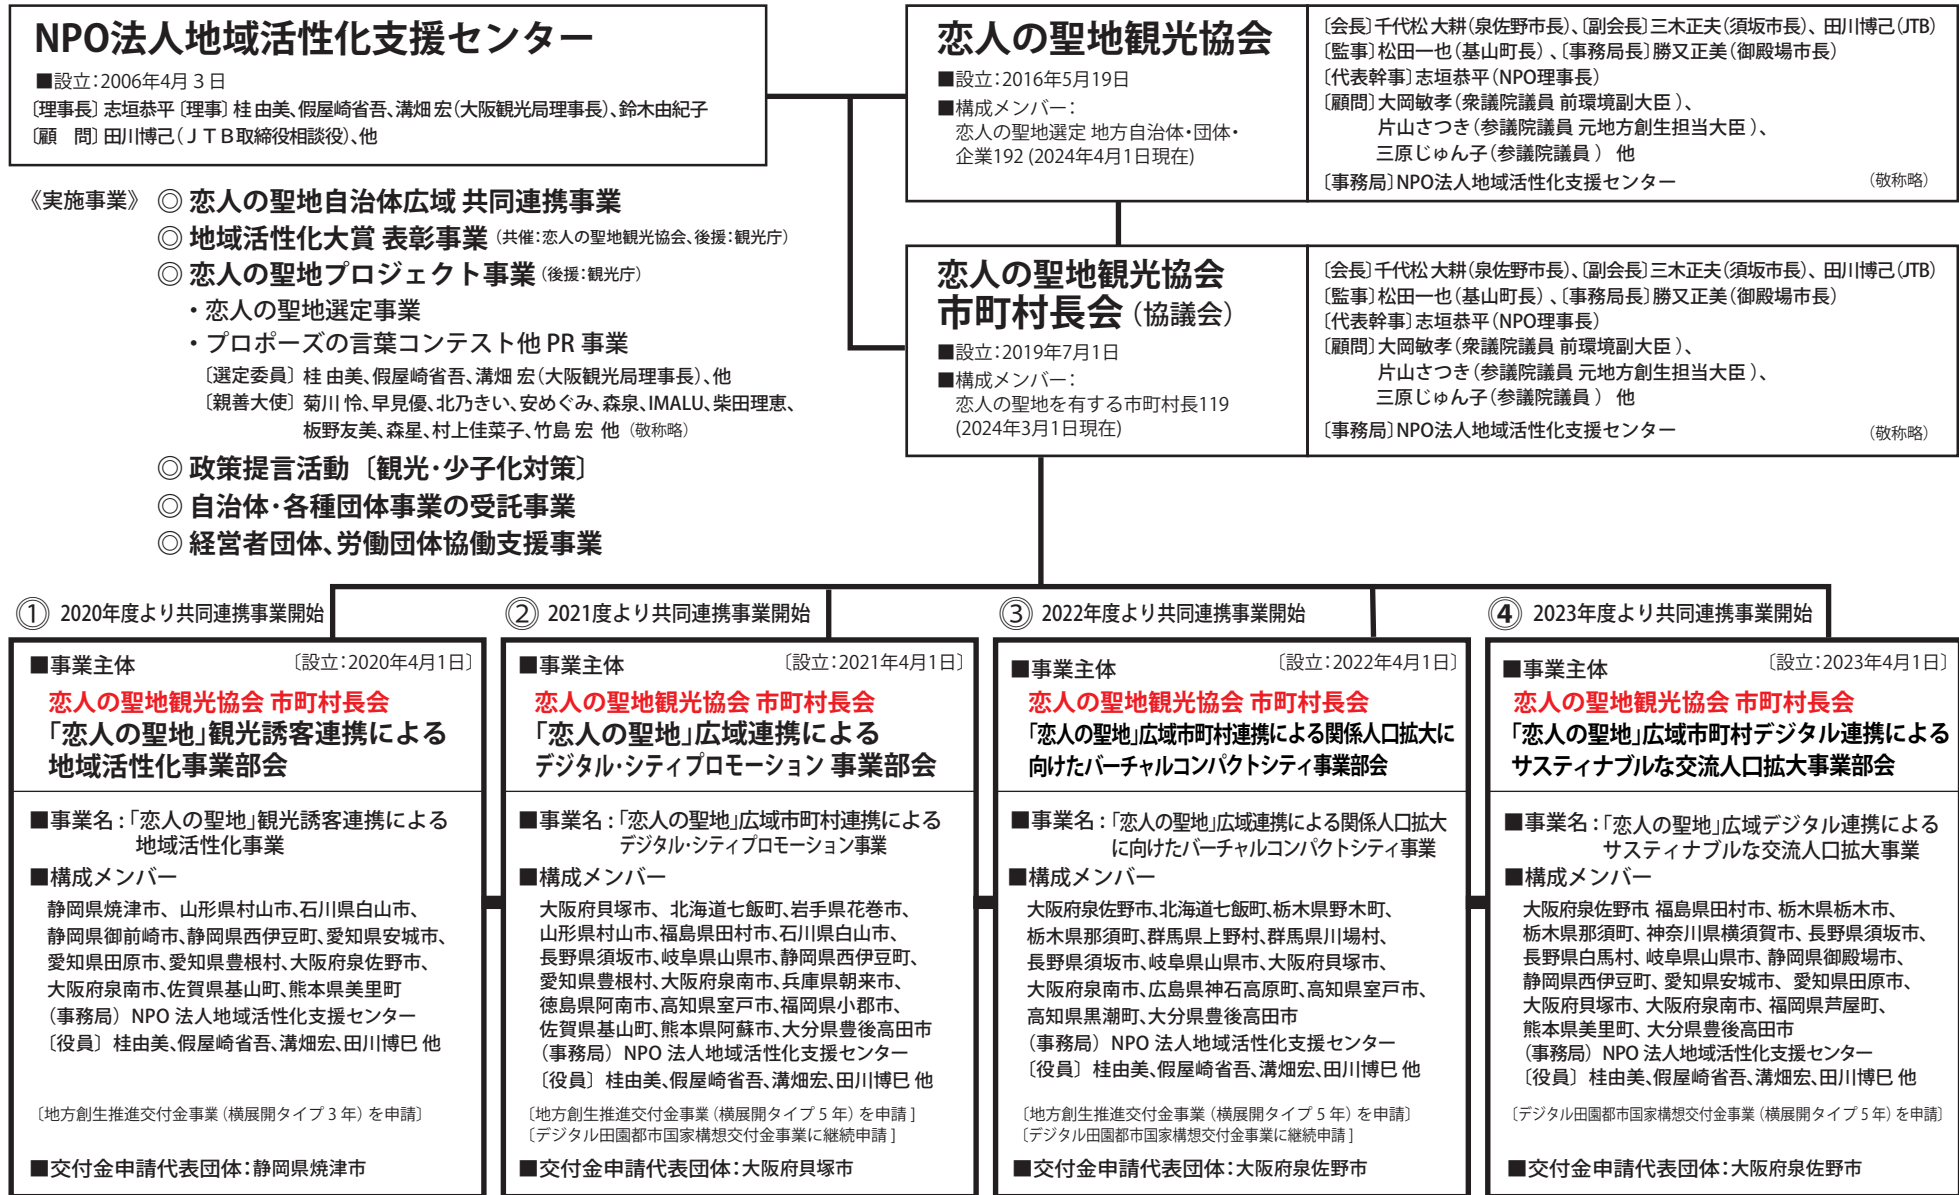 NPO法人地域活性化支援センター
■設立：2006年4月3日
〔理事長〕志垣恭平〔理事〕桂 由美、假屋崎省吾、溝畑 宏（大阪観光局理事長）、鈴木由紀子
〔顧　問〕田川博己（ＪＴＢ取締役相談役）、他
恋人の聖地観光協会
■設立：2016年5月19日
■構成メンバー：
恋人の聖地選定 地方自治体・団体・
企業192 (2024年4月1日現在)
〔会長〕千代松 大耕（泉佐野市長）、〔副会長〕三木正夫（須坂市長）、田川博己（JTB）
〔監事〕松田一也（基山町長）、〔事務局長〕勝又正美（御殿場市長）
〔代表幹事〕志垣恭平（NPO理事長）
〔顧問〕大岡敏孝（衆議院議員 前環境副大臣）、
片山さつき（参議院議員 元地方創生担当大臣）、
三原じゅん子（参議院議員） 他
〔事務局〕NPO法人地域活性化支援センター　（敬称略）
《実施事業》 ◎ 恋人の聖地自治体広域 共同連携事業
◎ 地域活性化大賞 表彰事業（共催：恋人の聖地観光協会、後援：観光庁）
◎ 恋人の聖地プロジェクト事業（後援：観光庁）
・恋人の聖地選定事業
・プロポーズの言葉コンテスト他 PR 事業
〔選定委員〕桂 由美、假屋崎省吾、溝畑 宏（大阪観光局理事長）、他
〔親善大使〕菊川 怜、早見優、北乃きい、安めぐみ、森泉、IMALU、柴田理恵、
板野友美、森星、村上佳菜子、竹島 宏 他（敬称略）
◎ 政策提言活動〔観光・少子化対策〕
◎ 自治体・各種団体事業の受託事業
◎ 経営者団体、労働団体協働支援事業
恋人の聖地観光協会
市町村長会（協議会）
■設立：2019年7月1日
■構成メンバー：
恋人の聖地を有する市町村長119
(2024年3月1日現在)
〔会長〕千代松 大耕（泉佐野市長）、〔副会長〕三木正夫（須坂市長）、田川博己（JTB）
〔監事〕松田一也（基山町長）、〔事務局長〕勝又正美（御殿場市長）
〔代表幹事〕志垣恭平（NPO理事長）
〔顧問〕大岡敏孝（衆議院議員 前環境副大臣）、
片山さつき（参議院議員 元地方創生担当大臣）、
三原じゅん子（参議院議員） 他
〔事務局〕NPO法人地域活性化支援センター　（敬称略）
① 2020年度より共同連携事業開始
■事業主体　〔設立：2020年4月1日〕
恋人の聖地観光協会 市町村長会
「恋人の聖地」観光誘客連携による
地域活性化事業部会
■事業名：「恋人の聖地」観光誘客連携による
地域活性化事業
■構成メンバー
静岡県焼津市、山形県村山市、石川県白山市、
静岡県御前崎市、静岡県西伊豆町、愛知県安城市、
愛知県田原市、愛知県豊根村、大阪府泉佐野市、
大阪府泉南市、佐賀県基山町、熊本県美里町
（事務局）NPO 法人地域活性化支援センター
〔役員〕桂由美、假屋崎省吾、溝畑宏、田川博巳 他
〔地方創生推進交付金事業（横展開タイプ 3 年）を申請〕
■交付金申請代表団体：静岡県焼津市
② 2021度より共同連携事業開始
■事業主体　〔設立：2021年4月1日〕
恋人の聖地観光協会 市町村長会
「恋人の聖地」広域連携による
デジタル・シティプロモーション 事業部会
■事業名：「恋人の聖地」広域市町村連携による
デジタル・シティプロモーション事業
■構成メンバー
大阪府貝塚市、北海道七飯町、岩手県花巻市、
山形県村山市、福島県田村市、石川県白山市、
長野県須坂市、岐阜県山県市、静岡県西伊豆町、
愛知県豊根村、大阪府泉南市、兵庫県朝来市、
徳島県阿南市、高知県室戸市、福岡県小郡市、
佐賀県基山町、熊本県阿蘇市、大分県豊後高田市
（事務局）NPO 法人地域活性化支援センター
〔役員〕桂由美、假屋崎省吾、溝畑宏、田川博巳 他
〔地方創生推進交付金事業（横展開タイプ 5 年）を申請］
〔デジタル田園都市国家構想交付金事業に継続申請］
■交付金申請代表団体：大阪府貝塚市
③ 2022年度より共同連携事業開始
■事業主体　〔設立：2022年4月1日〕
恋人の聖地観光協会 市町村長会
「恋人の聖地」広域市町村連携による関係人口拡大に
向けたバーチャルコンパクトシティ事業部会
■事業名：「恋人の聖地」広域連携による関係人口拡大
に向けたバーチャルコンパクトシティ事業
■構成メンバー
大阪府泉佐野市、北海道七飯町、栃木県野木町、
栃木県那須町、群馬県上野村、群馬県川場村、
長野県須坂市、岐阜県山県市、大阪府貝塚市、
大阪府泉南市、広島県神石高原町、高知県室戸市、
高知県黒潮町、大分県豊後高田市
（事務局）NPO 法人地域活性化支援センター
〔役員〕桂由美、假屋崎省吾、溝畑宏、田川博巳 他
〔地方創生推進交付金事業（横展開タイプ 5 年）を申請〕
〔デジタル田園都市国家構想交付金事業に継続申請］
■交付金申請代表団体：大阪府泉佐野市
④ 2023年度より共同連携事業開始
■事業主体　〔設立：2023年4月1日〕
恋人の聖地観光協会 市町村長会
「恋人の聖地」広域市町村デジタル連携による
サスティナブルな交流人口拡大事業部会
■事業名：「恋人の聖地」広域デジタル連携による
サスティナブルな交流人口拡大事業
■構成メンバー
大阪府泉佐野市 福島県田村市、栃木県栃木市、
栃木県那須町、神奈川県横須賀市、長野県須坂市、
長野県白馬村、岐阜県山県市、静岡県御殿場市、
静岡県西伊豆町、愛知県安城市、愛知県田原市、
大阪府貝塚市、大阪府泉南市、福岡県芦屋町、
熊本県美里町、大分県豊後高田市
（事務局）NPO 法人地域活性化支援センター
〔役員〕桂由美、假屋崎省吾、溝畑宏、田川博巳 他
〔デジタル田園都市国家構想交付金事業（横展開タイプ 5 年）を申請〕
■交付金申請代表団体：大阪府泉佐野市